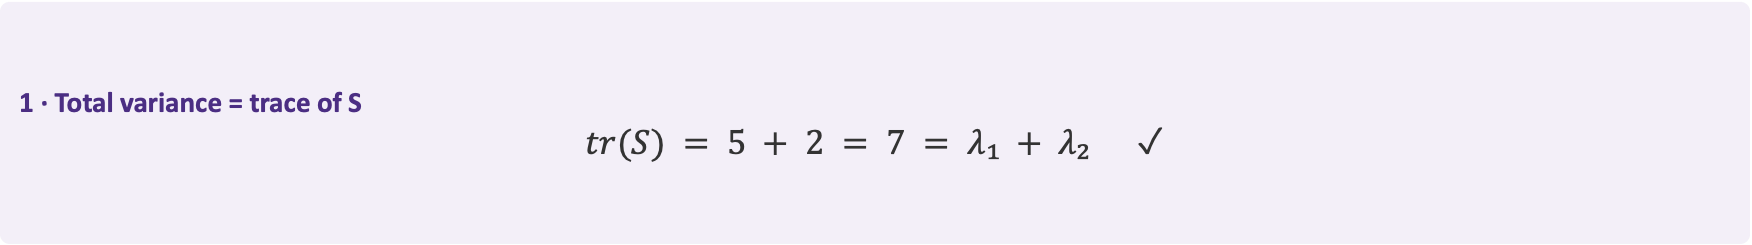 1 · Total variance = trace of S
tr(S) = 5 + 2 = 7 = λ₁ + λ₂ ✓